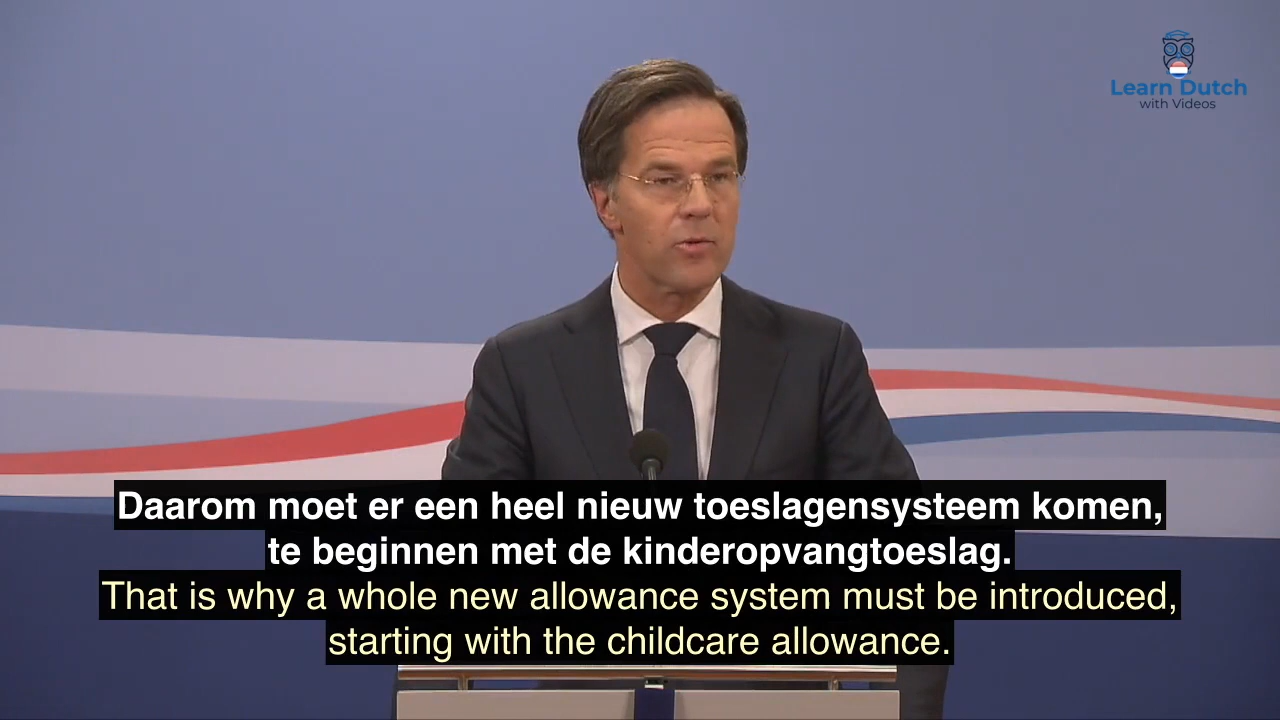 Learn Dutch
with Videos
Daarom moet er een heel nieuw toeslagensysteem komen,
te beginnen met de kinderopvangtoeslag.
That is why a whole new allowance system must be introduced,
starting with the childcare allowance.